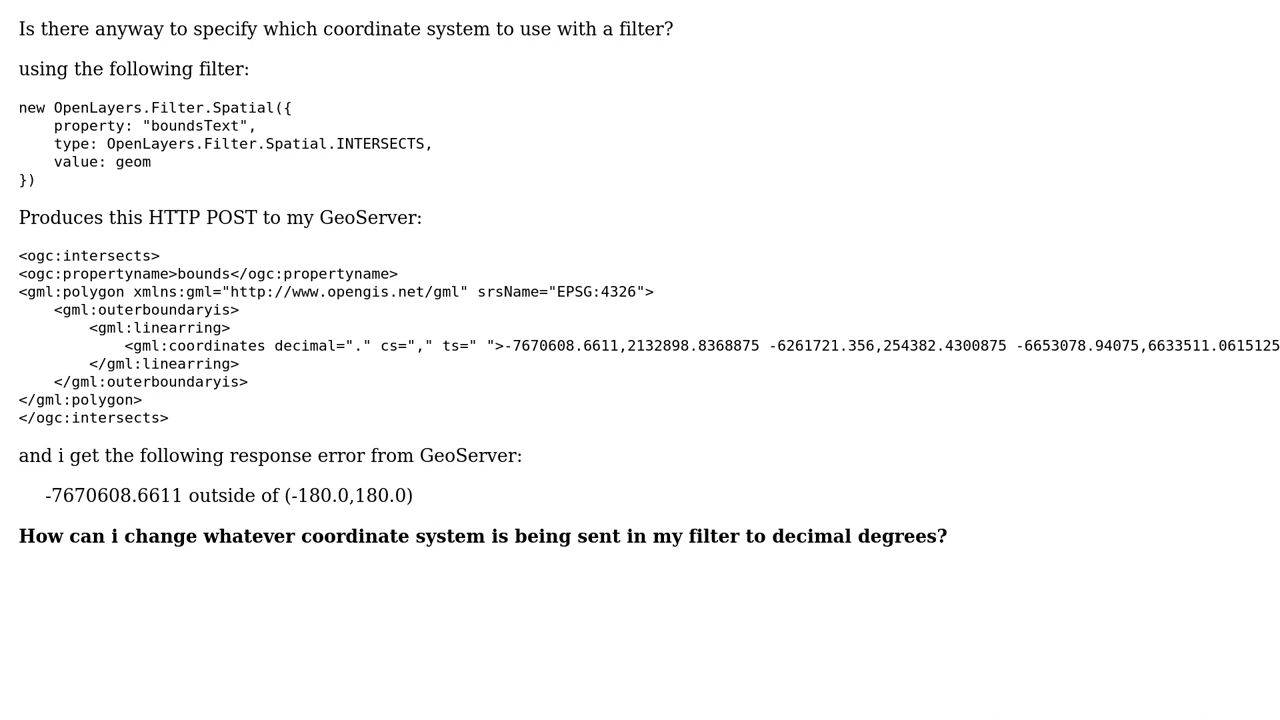 Is there anyway to specify which coordinate system to use with a filter?
using the following filter:
new OpenLayers.Filter.Spatial({
    property: "boundsText",
    type: OpenLayers.Filter.Spatial.INTERSECTS,
    value: geom
})
Produces this HTTP POST to my GeoServer:
<ogc:intersects>
<ogc:propertyname>bounds</ogc:propertyname>
<gml:polygon xmlns:gml="http://www.opengis.net/gml" srsName="EPSG:4326">
    <gml:outerboundaryis>
        <gml:linearring>
            <gml:coordinates decimal="." cs="," ts=" ">-7670608.6611,2132898.8368875 -6261721.356,254382.4300875 -6653078.94075,6633511.0615125
        </gml:linearring>
    </gml:outerboundaryis>
</gml:polygon>
</ogc:intersects>
and i get the following response error from GeoServer:
-7670608.6611 outside of (-180.0,180.0)
How can i change whatever coordinate system is being sent in my filter to decimal degrees?